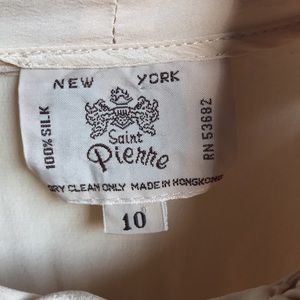 NEW YORK
100% SILK
Saint
Pierre
RN 53682
DRY CLEAN ONLY MADE IN HONGKONG
10